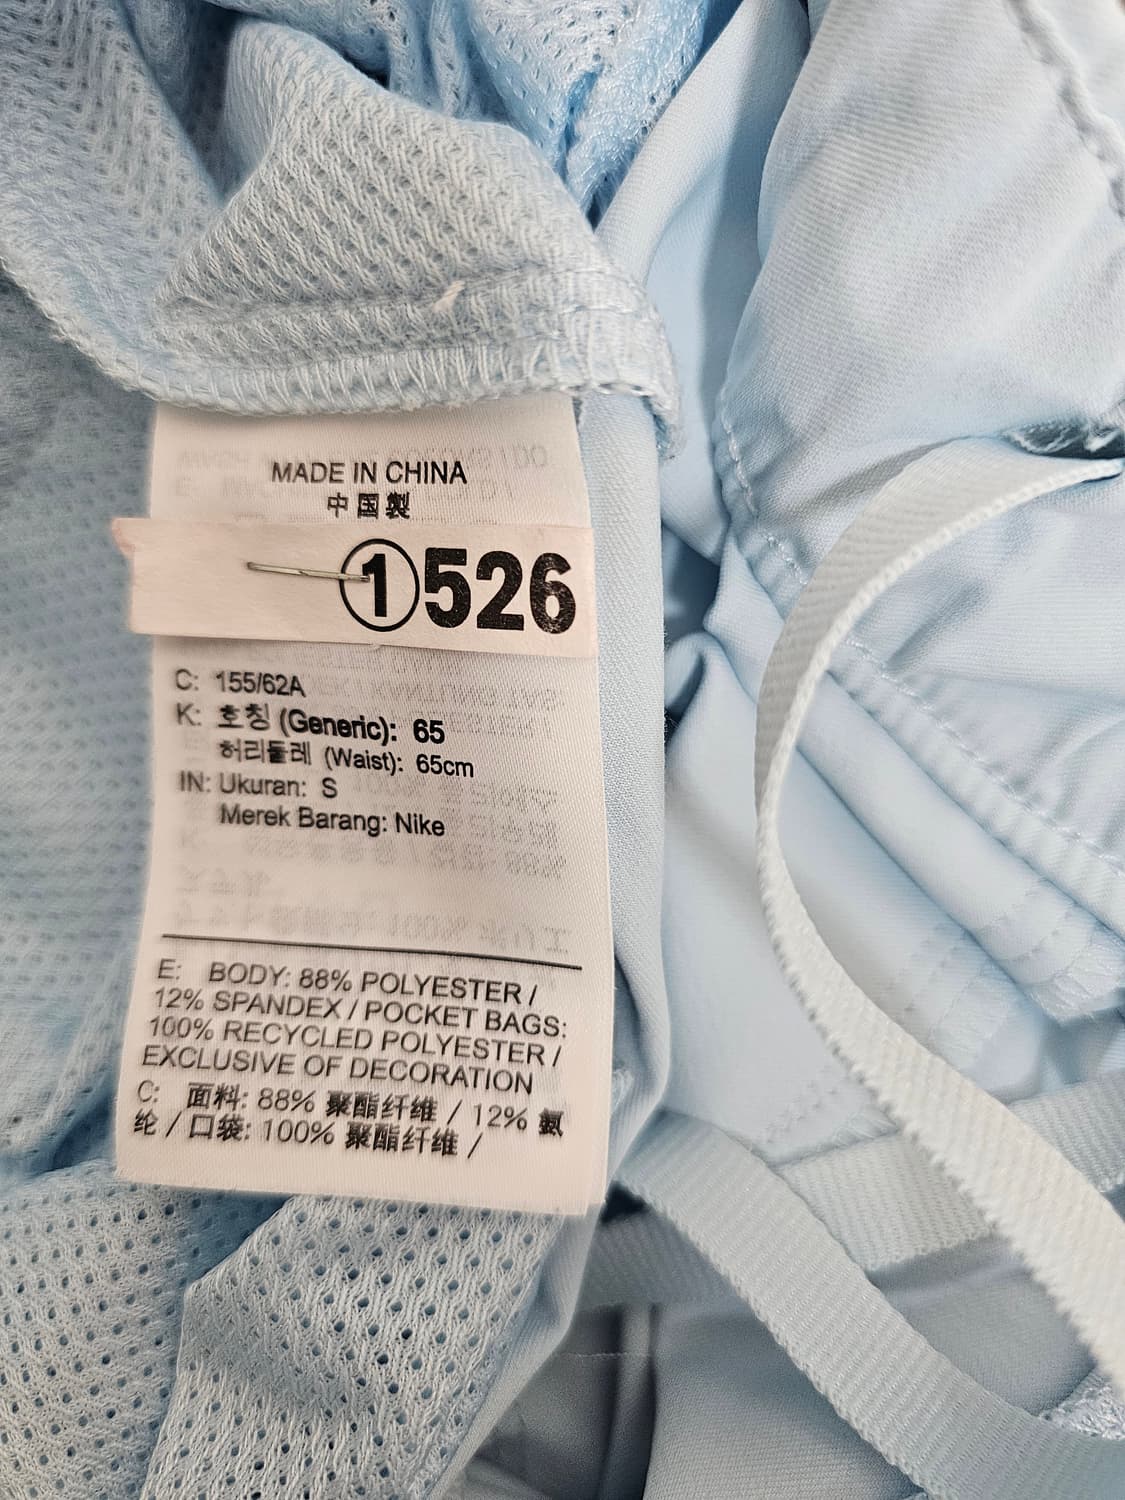 MADE IN CHINA
中国製
①526
C: 155/62A
K: 호칭 (Generic): 65
허리둘레 (Waist): 65cm
IN: Ukuran: S
Merek Barang: Nike
E: BODY: 88% POLYESTER /
12% SPANDEX / POCKET BAGS:
100% RECYCLED POLYESTER /
EXCLUSIVE OF DECORATION
C: 面料: 88% 聚酯纤维 / 12% 氨
纶 / 口袋: 100% 聚酯纤维 /